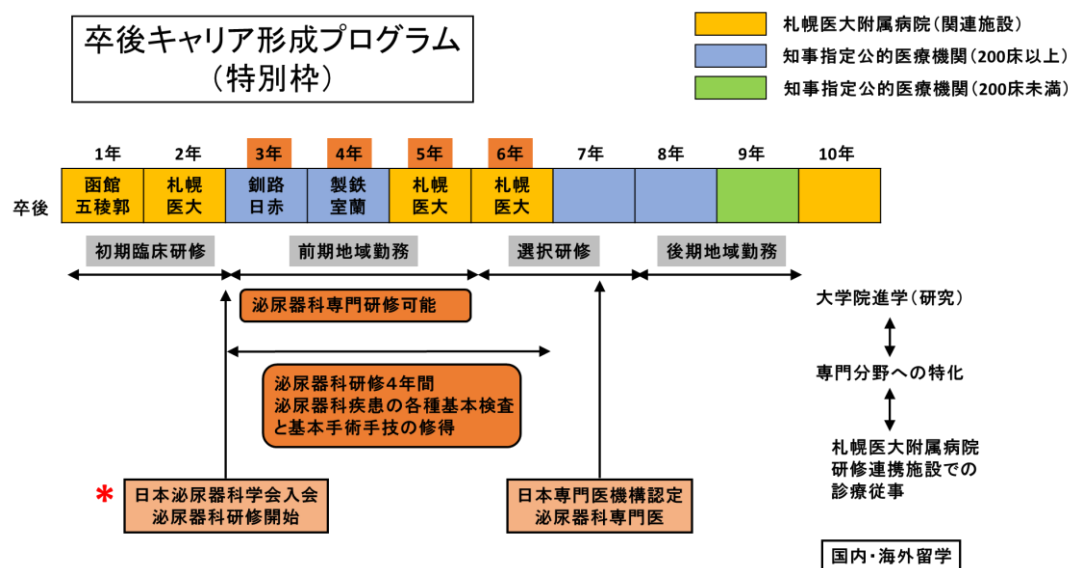 卒後キャリア形成プログラム
(特別枠)
札幌医大附属病院(関連施設)
知事指定公的医療機関(200床以上)
知事指定公的医療機関(200床未満)
1年 2年 3年 4年 5年 6年 7年 8年 9年 10年
卒後
函館
五稜郭
札幌
医大
釧路
日赤
製鉄
室蘭
札幌
医大
札幌
医大
初期臨床研修 前期地域勤務 選択研修 後期地域勤務
泌尿器科専門研修可能
泌尿器科研修4年間
泌尿器科疾患の各種基本検査
と基本手術手技の修得
*日本泌尿器科学会入会
泌尿器科研修開始
日本専門医機構認定
泌尿器科専門医
大学院進学(研究)
専門分野への特化
札幌医大附属病院
研修連携施設での
診療従事
国内・海外留学